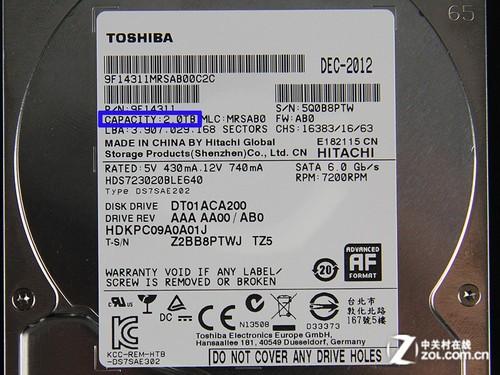 65
TOSHIBA
DEC-2012
9F14311MRSAB00C2C
P/N:9F14311 S/N:5Q0B8PTW
CAPACITY:2.0TB MLC:MRSAB0 FW:AB0
LBA:3,907,029,168 SECTORS CHS:16383/16/63
MADE IN CHINA BY Hitachi Global E182115 CN
Storage Products(Shenzhen)Co., CN HITACHI
RATED: 5V 430mA,12V 740mA SATA 6.0 Gb/s
HDS723020BLE640 RPM:7200RPM
TYPE DS7SAE202
DISK DRIVE DT01ACA200
DRIVE REV AAA AA00/AB0
HDKPC09A0A01J
T-S/N Z2BB8PTWJ TZ5
ADVANCED
AF
FORMAT
20
WARRANTY VOID IF LABEL/
SCREW IS REMOVED OR BROKEN
c RU us DC CE N13508 D33373
台北市
敦化北路
167號5樓
Toshiba Electronics Europe GmbH,
Hansaallee 181, 40549 Dusseldorf, Germany
KCC-REM-HTB
-DS7SAE302
DO NOT COVER ANY DRIVE HOLES
Z 中关村在线
zol.com.cn